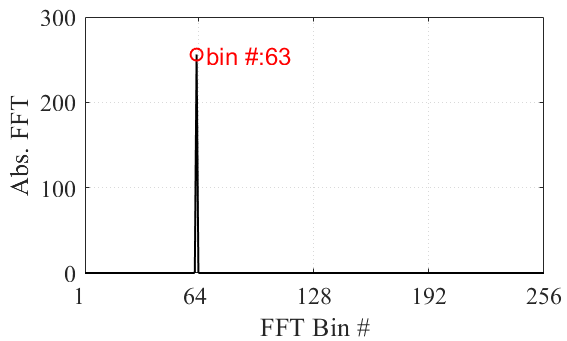 300
bin #:63
200
Abs. FFT
100
0
1 64 128 192 256
FFT Bin #